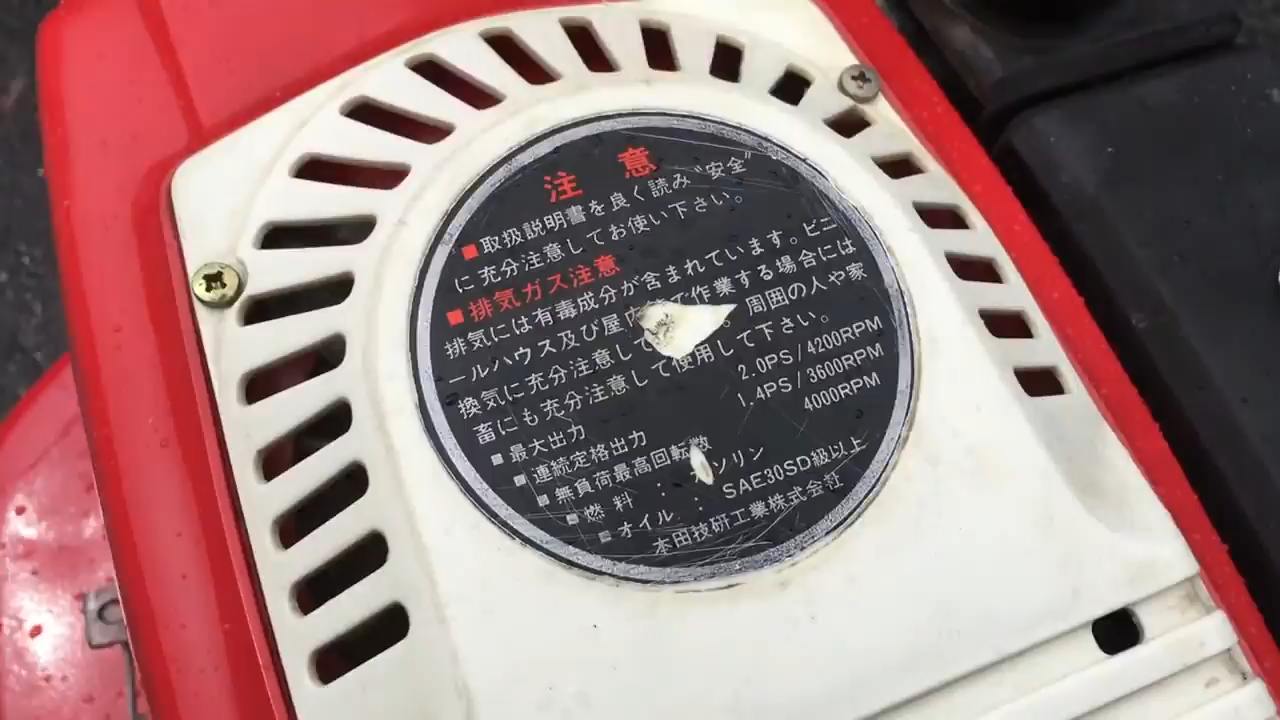 注 意
■取扱説明書を良く読み“安全”
に充分注意してお使い下さい。
■排気ガス注意
排気には有毒成分が含まれています。ビニ
ールハウス及び屋内 で作業する場合には
換気に充分注意して 。周囲の人や家
畜にも充分注意して使用して下さい。
■最大出力 2.0PS/4200RPM
■連続定格出力 1.4PS/3600RPM
■無負荷最高回転数 4000RPM
■燃料: ソリン
■オイル: SAE30SD級以上
本田技研工業株式会社